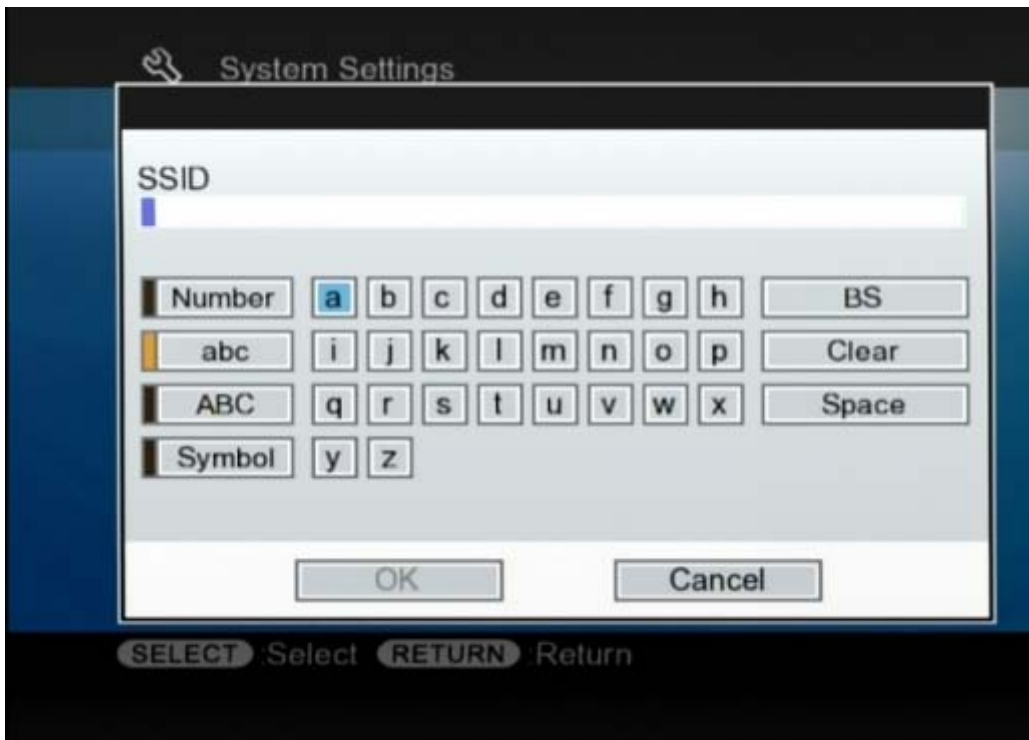 System Settings
SSID
Number a b c d e f g h BS
abc i j k l m n o p Clear
ABC q r s t u v w x Space
Symbol y z
OK Cancel
SELECT :Select RETURN :Return